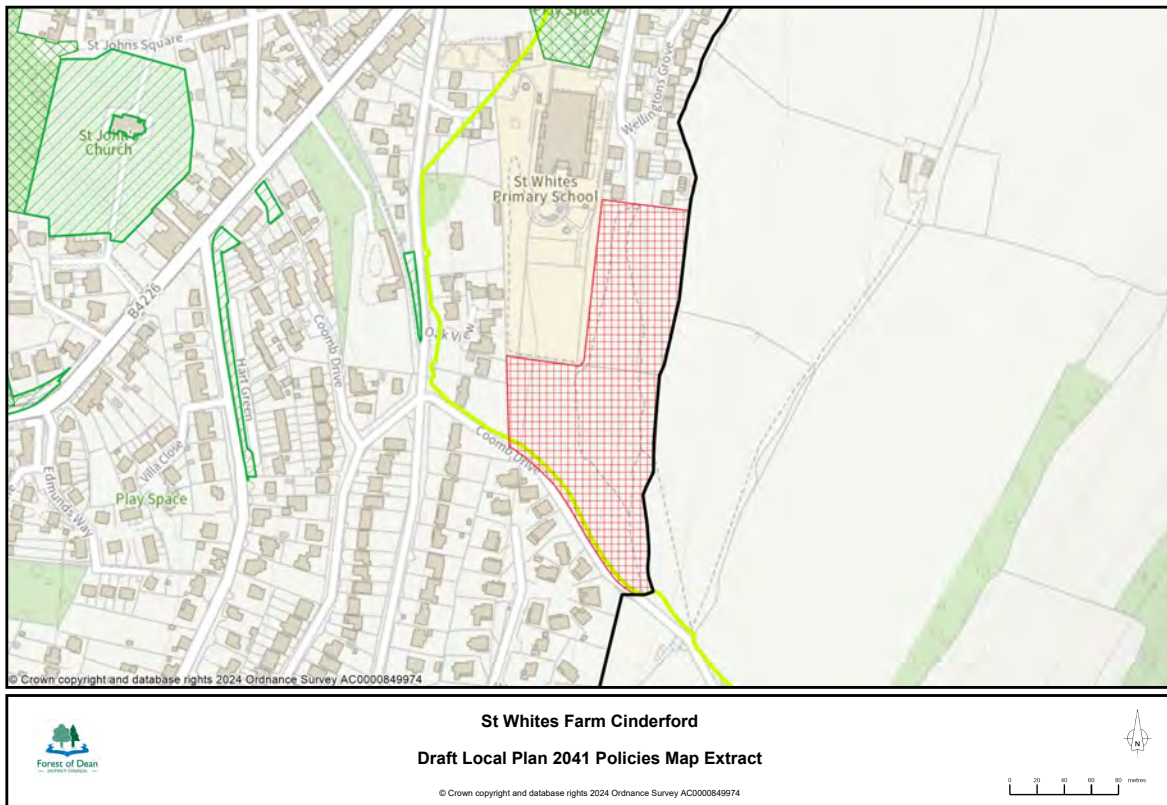 Play Space
St Johns Square
Wellingtons Grove
St John's
Church
St Whites
Primary School
B4226
Oak View
Coomb Drive
Hart Green
Coomb Drive
Villa Close
Edmunds Way
Play Space
© Crown copyright and database rights 2024 Ordnance Survey AC0000849974
St Whites Farm Cinderford
Draft Local Plan 2041 Policies Map Extract
© Crown copyright and database rights 2024 Ordnance Survey AC0000849974
Forest of Dean
DISTRICT COUNCIL
N
0 20 40 60 80 metres